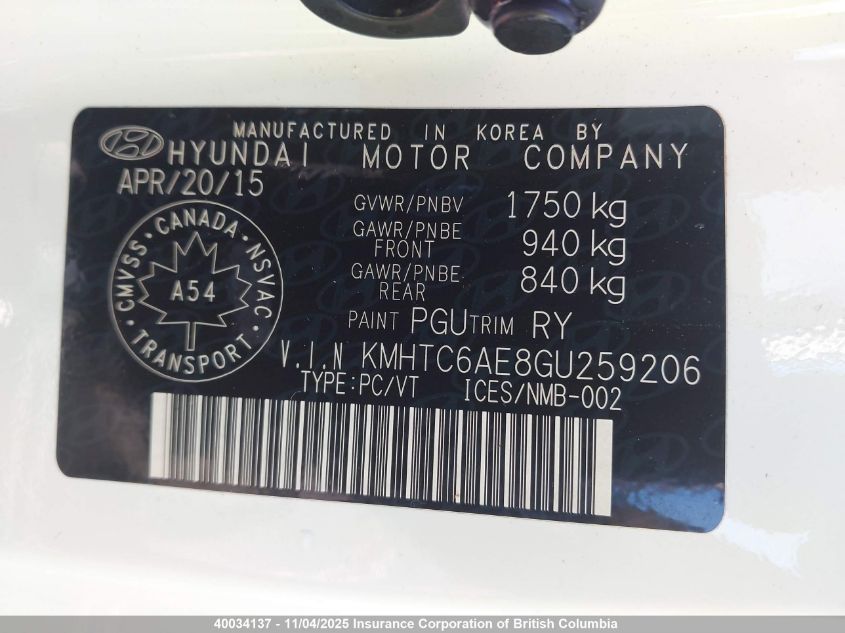 MANUFACTURED IN KOREA BY
HYUNDAI MOTOR COMPANY
APR/20/15
GVWR/PNBV 1750 kg
GAWR/PNBE FRONT 940 kg
GAWR/PNBE REAR 840 kg
CANADA
CMVSS
NSVAC
A54
TRANSPORT
PAINT PGU TRIM RY
V.I.N KMHTC6AE8GU259206
TYPE:PC/VT ICES/NMB-002
40034137 - 11/04/2025 Insurance Corporation of British Columbia